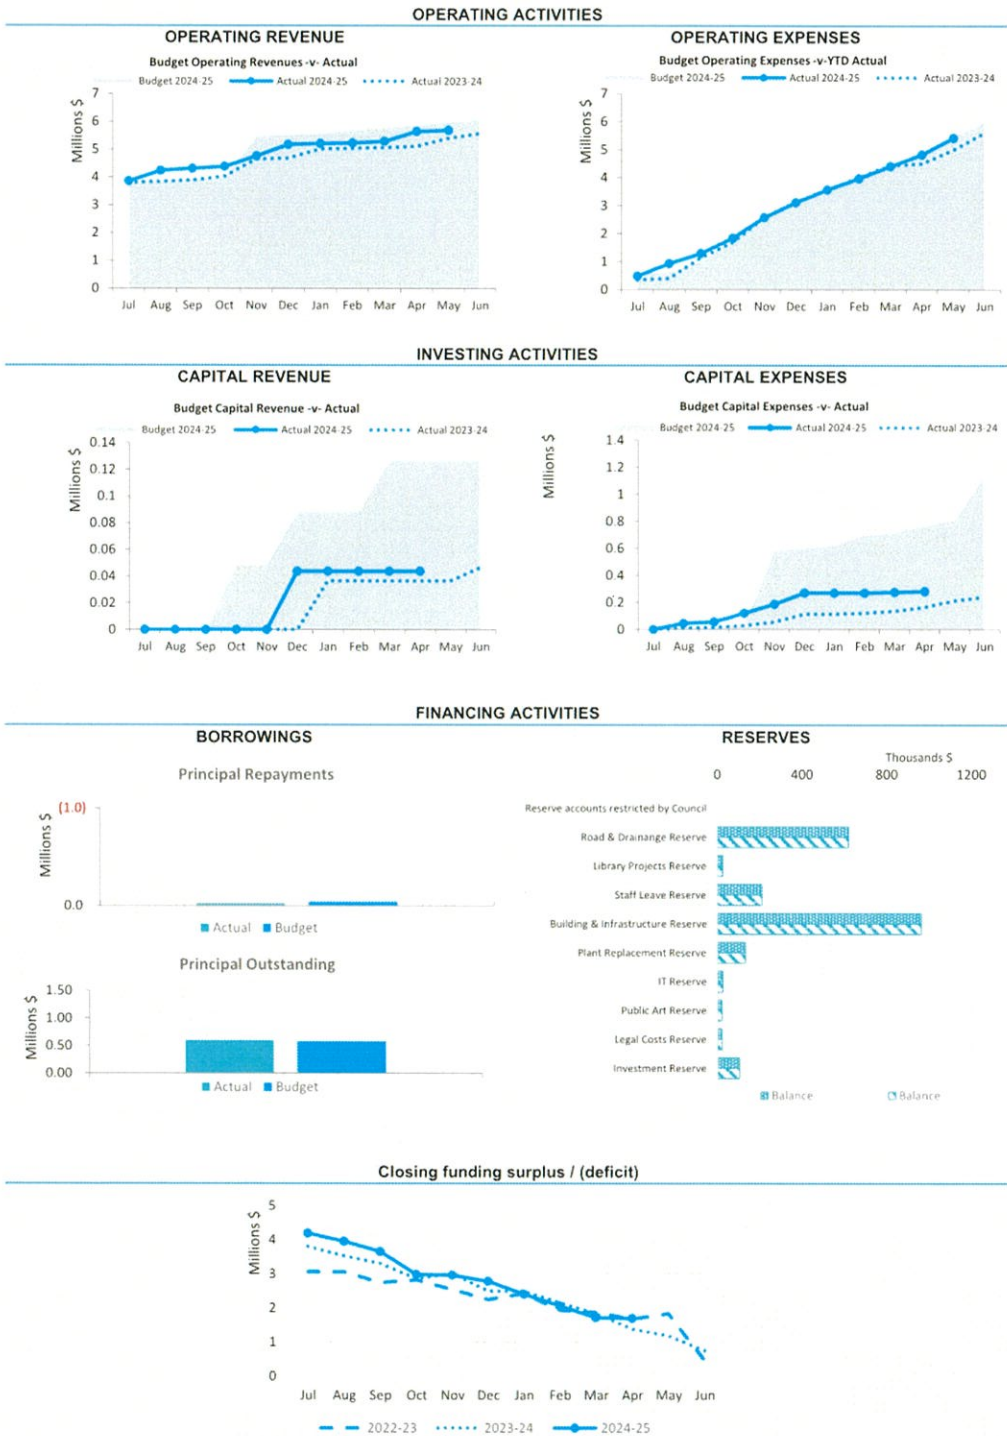 OPERATING ACTIVITIES
OPERATING REVENUE
Budget Operating Revenues -v- Actual
Budget 2024-25 Actual 2024-25 Actual 2023-24
Millions $
7
6
5
4
3
2
1
0
Jul Aug Sep Oct Nov Dec Jan Feb Mar Apr May Jun
OPERATING EXPENSES
Budget Operating Expenses -v-YTD Actual
Budget 2024-25 Actual 2024-25 Actual 2023-24
Millions $
7
6
5
4
3
2
1
0
Jul Aug Sep Oct Nov Dec Jan Feb Mar Apr May Jun
INVESTING ACTIVITIES
CAPITAL REVENUE
Budget Capital Revenue -v- Actual
Budget 2024-25 Actual 2024-25 Actual 2023-24
Millions $
0.14
0.12
0.1
0.08
0.06
0.04
0.02
0
Jul Aug Sep Oct Nov Dec Jan Feb Mar Apr May Jun
CAPITAL EXPENSES
Budget Capital Expenses -v- Actual
Budget 2024-25 Actual 2024-25 Actual 2023-24
Millions $
1.4
1.2
1
0.8
0.6
0.4
0.2
0
Jul Aug Sep Oct Nov Dec Jan Feb Mar Apr May Jun
FINANCING ACTIVITIES
BORROWINGS
Principal Repayments
Millions $
(1.0)
0.0
Actual Budget
Principal Outstanding
Millions $
1.50
1.00
0.50
0.00
Actual Budget
RESERVES
Thousands $
0 400 800 1200
Reserve accounts restricted by Council
Road & Drainange Reserve
Library Projects Reserve
Staff Leave Reserve
Building & Infrastructure Reserve
Plant Replacement Reserve
IT Reserve
Public Art Reserve
Legal Costs Reserve
Investment Reserve
Balance Balance
Closing funding surplus / (deficit)
Millions $
5
4
3
2
1
0
Jul Aug Sep Oct Nov Dec Jan Feb Mar Apr May Jun
2022-23 2023-24 2024-25